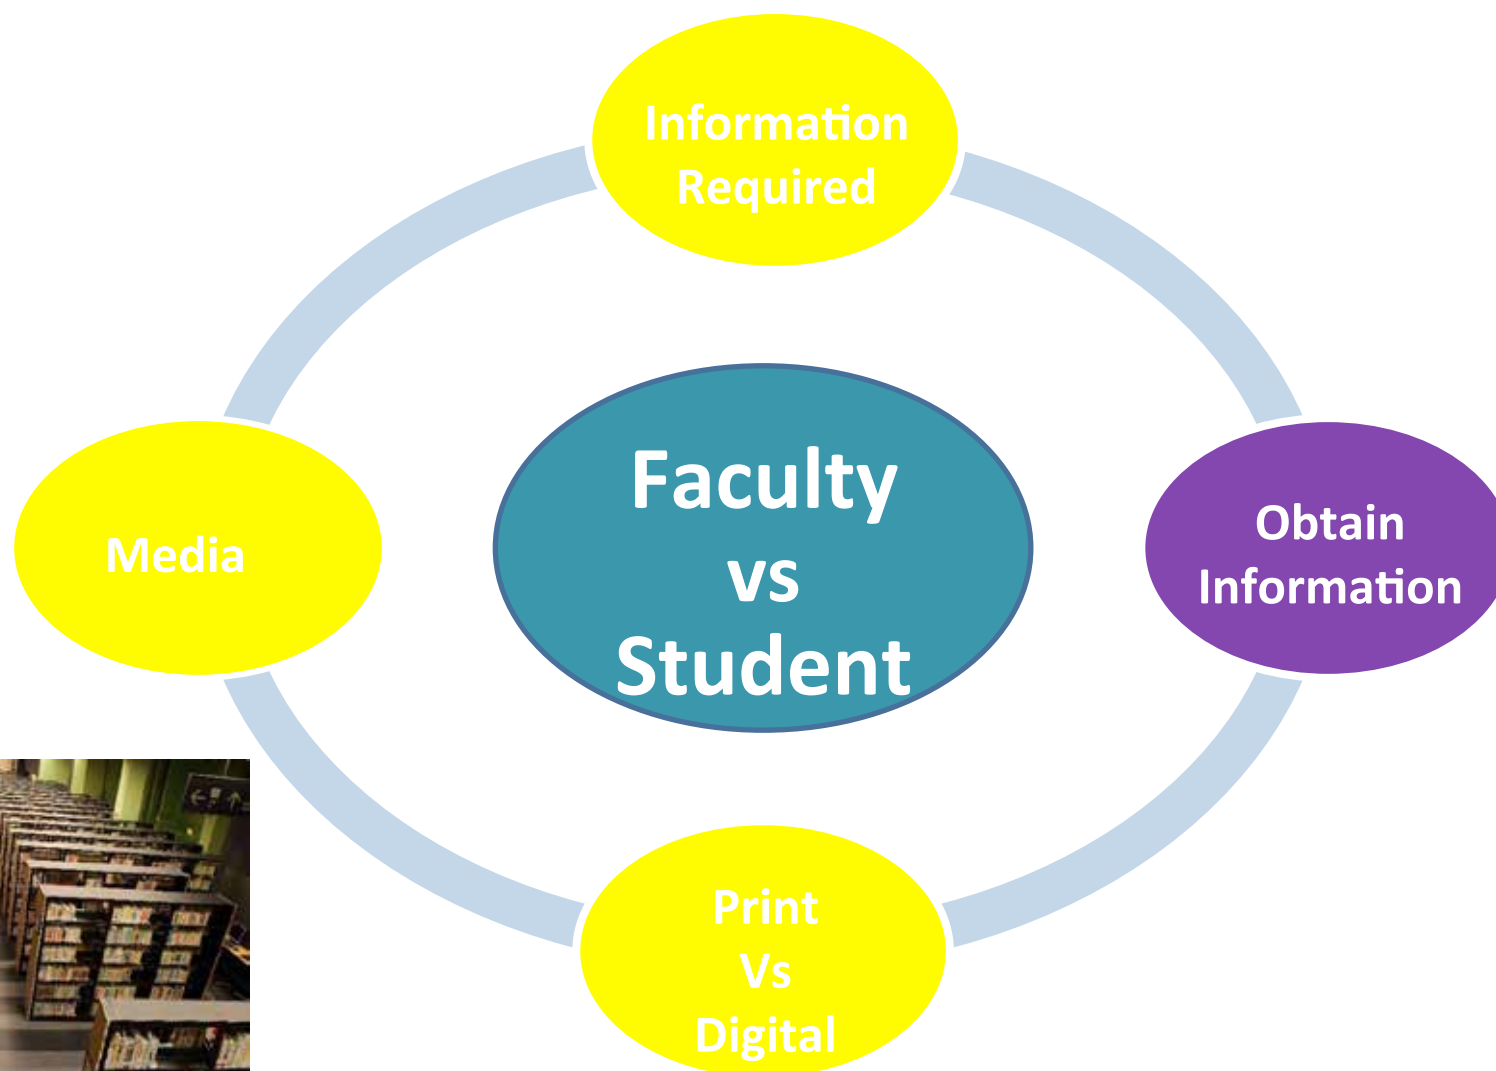 Information
Required
Faculty
vs
Student
Obtain
Information
Media
Print
Vs
Digital